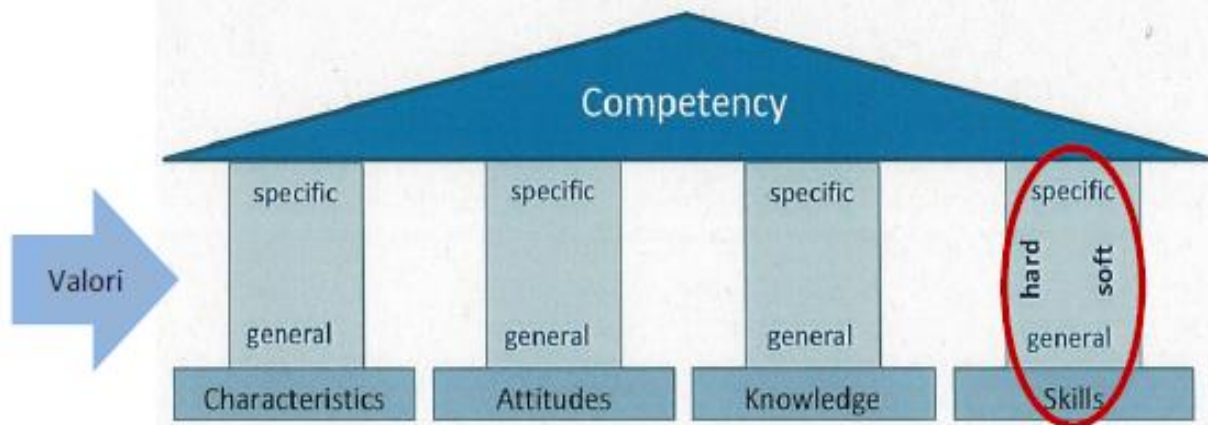 Competency
specific
specific
specific
specific
Valori
hard
soft
general
general
general
general
Characteristics
Attitudes
Knowledge
Skills